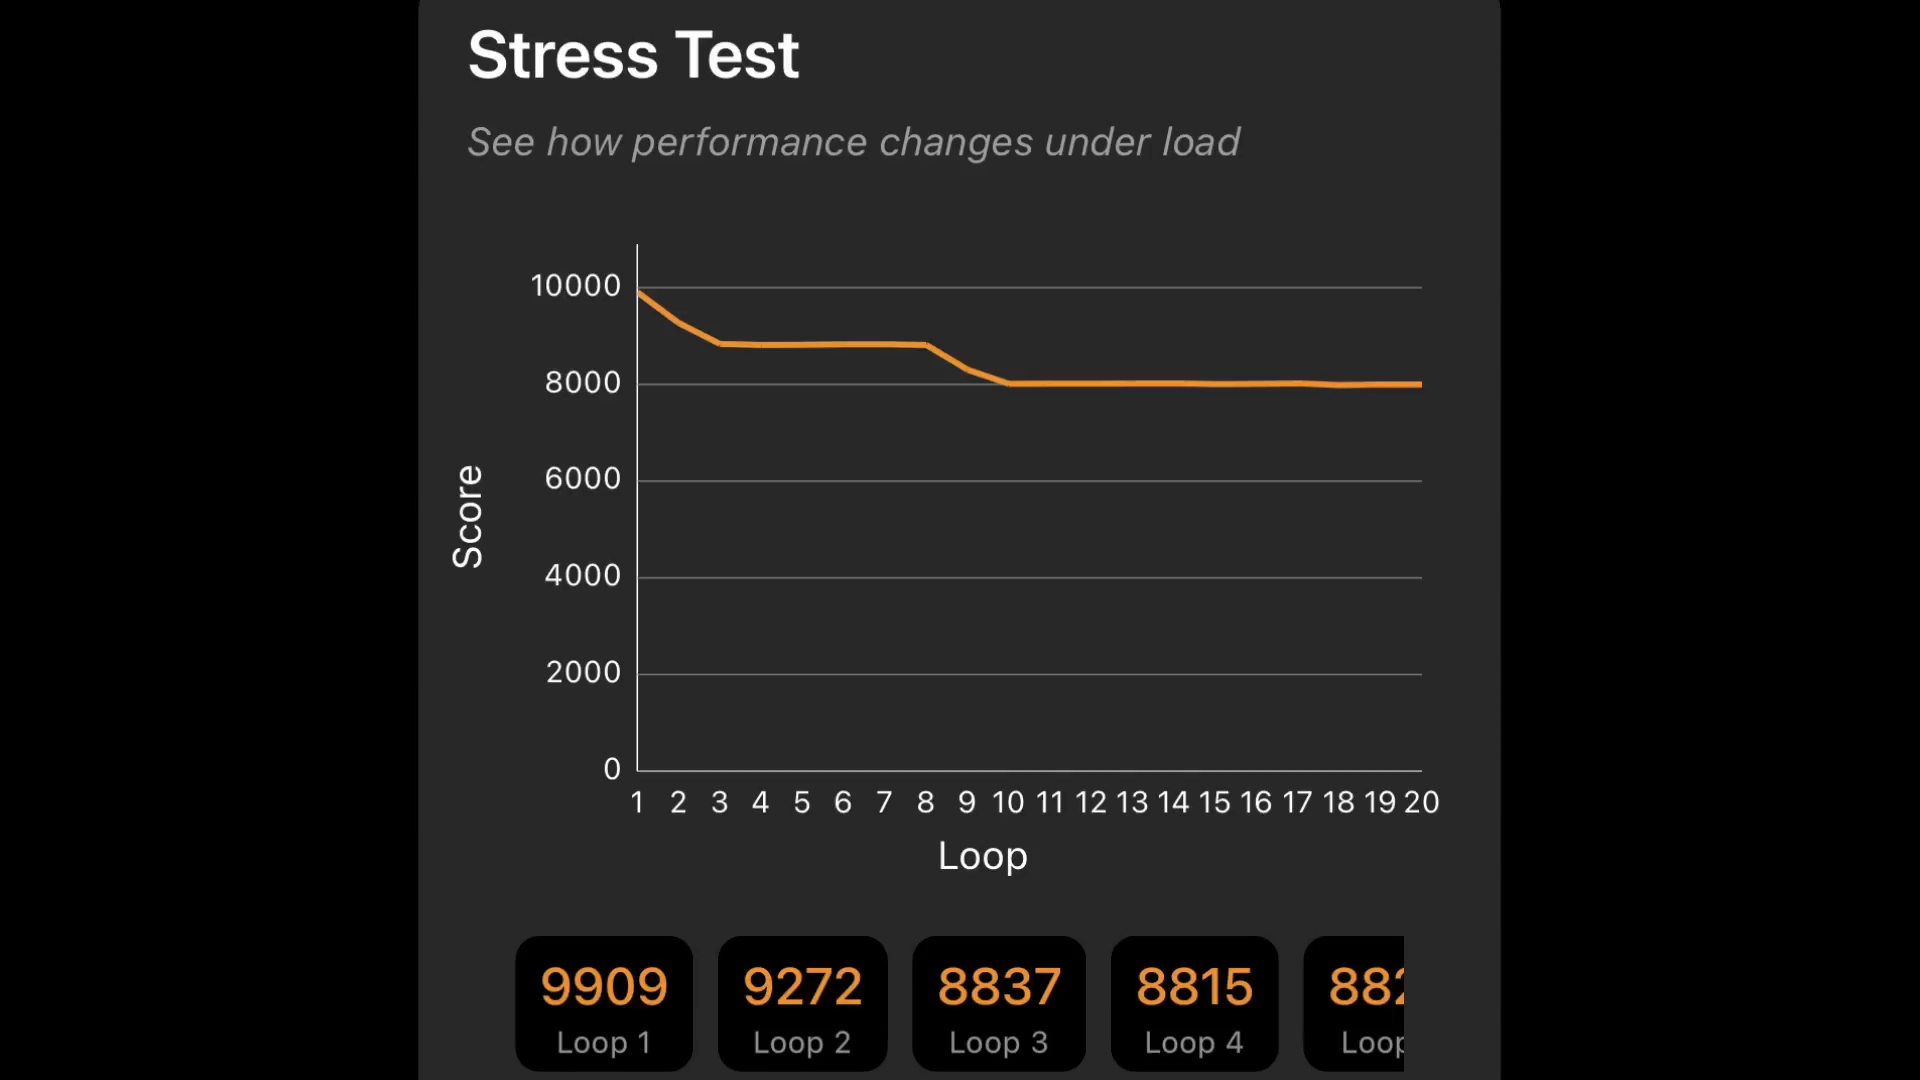 Stress Test
See how performance changes under load
10000
8000
6000
4000
2000
0
Score
1 2 3 4 5 6 7 8 9 10 11 12 13 14 15 16 17 18 19 20
Loop
9909 9272 8837 8815
Loop 1 Loop 2 Loop 3 Loop 4 Loop